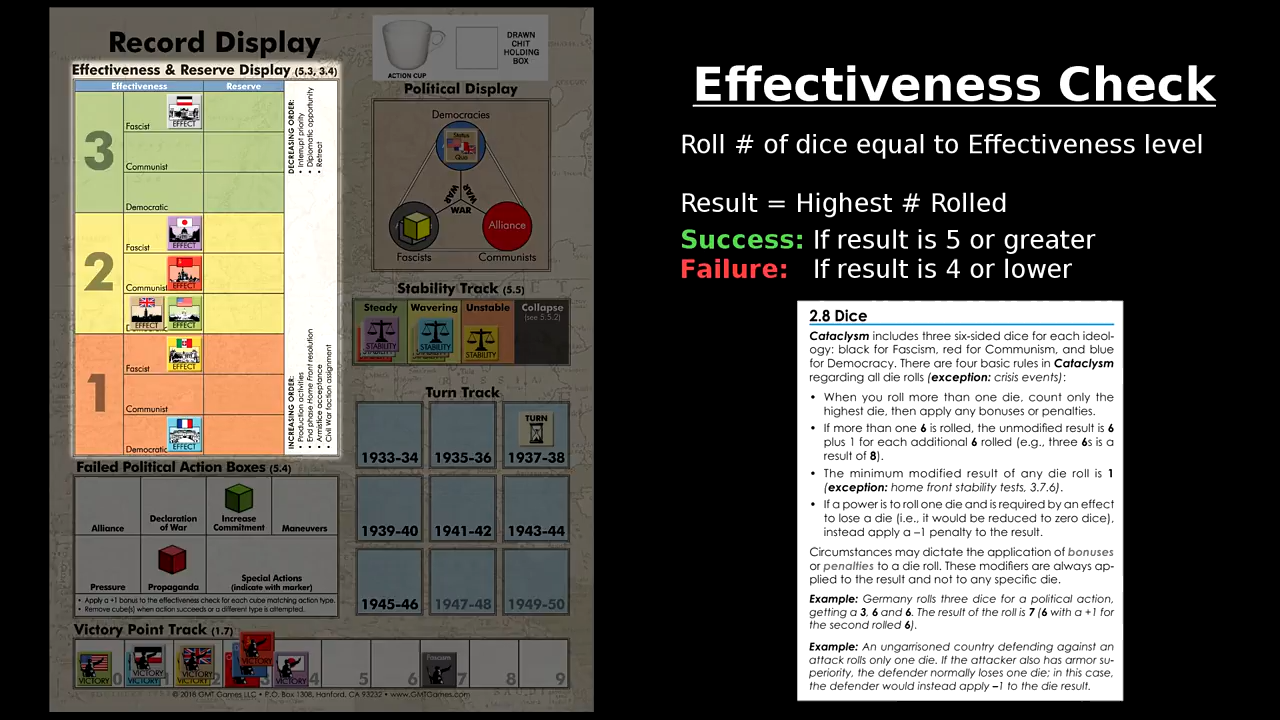 Record Display
ACTION CUP
DRAWN
CHIT
HOLDING
BOX
Effectiveness & Reserve Display (5.3, 3.4)
Effectiveness
Reserve
3
Fascist
EFFECT
Communist
Democratic
DECREASING ORDER:
• Interrupt priority
• Diplomatic opportunity
• Retreat
2
Fascist
EFFECT
Communist
EFFECT
EFFECT
EFFECT
1
Fascist
EFFECT
Communist
Democratic
EFFECT
INCREASING ORDER:
• Production activities
• End phase Home Front resolution
• Armistice acceptance
• Civil War faction assignment
Political Display
Democracies
Status
Quo
WAR
WAR
WAR
Alliance
Fascists
Communists
Stability Track (5.5)
Steady
Wavering
Unstable
Collapse
(see 5.5.2)
STABILITY
STABILITY
STABILITY
Turn Track
TURN
1933-34
1935-36
1937-38
1939-40
1941-42
1943-44
1945-46
1947-48
1949-50
Failed Political Action Boxes (5.4)
Alliance
Declaration
of War
Increase
Commitment
Maneuvers
Pressure
Propaganda
Special Actions
(indicate with marker)
• Apply a +1 bonus to the effectiveness check for each cube matching action type.
• Remove cube(s) when action succeeds or a different type is attempted.
Victory Point Track (1.7)
VICTORY
0
VICTORY
VICTORY
2
VICTORY
VICTORY
4
5
6
Fascism
7
8
9
© 2018 GMT Games LLC • P.O. Box 1308, Hanford, CA 93232 • www.GMTGames.com
Effectiveness Check
Roll # of dice equal to Effectiveness level
Result = Highest # Rolled
Success: If result is 5 or greater
Failure: If result is 4 or lower
2.8 Dice
Cataclysm includes three six-sided dice for each ideol-
ogy: black for Fascism, red for Communism, and blue
for Democracy. There are four basic rules in Cataclysm
regarding all die rolls (exception: crisis events):
• When you roll more than one die, count only the
highest die, then apply any bonuses or penalties.
• If more than one 6 is rolled, the unmodified result is 6
plus 1 for each additional 6 rolled (e.g., three 6s is a
result of 8).
• The minimum modified result of any die roll is 1
(exception: home front stability tests, 3.7.6).
• If a power is to roll one die and is required by an effect
to lose a die (i.e., it would be reduced to zero dice),
instead apply a –1 penalty to the result.
Circumstances may dictate the application of bonuses
or penalties to a die roll. These modifiers are always ap-
plied to the result and not to any specific die.
Example: Germany rolls three dice for a political action,
getting a 3, 6 and 6. The result of the roll is 7 (6 with a +1 for
the second rolled 6).
Example: An ungarrisoned country defending against an
attack rolls only one die. If the attacker also has armor su-
periority, the defender normally loses one die; in this case,
the defender would instead apply –1 to the die result.